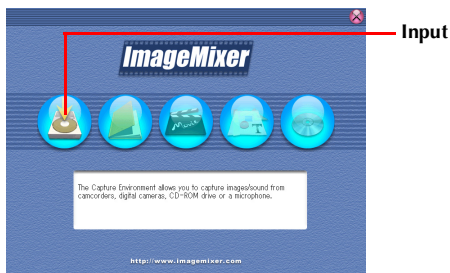 Input
ImageMixer
Movie
T
The Capture Environment allows you to capture images/sound from
camcorders, digital cameras, CD-ROM drive or a microphone.
http://www.imagemixer.com